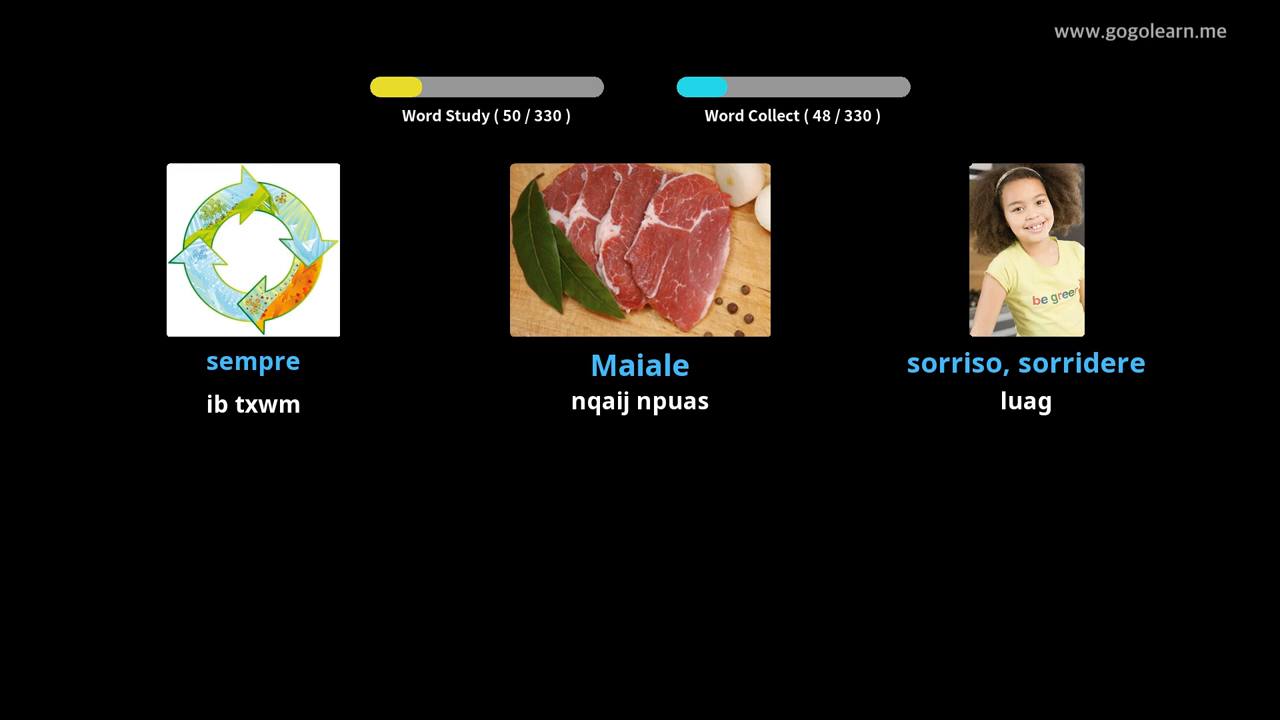 www.gogolearn.me
Word Study ( 50 / 330 )
Word Collect ( 48 / 330 )
be green
sempre
ib txwm
Maiale
nqaij npuas
sorriso, sorridere
luag